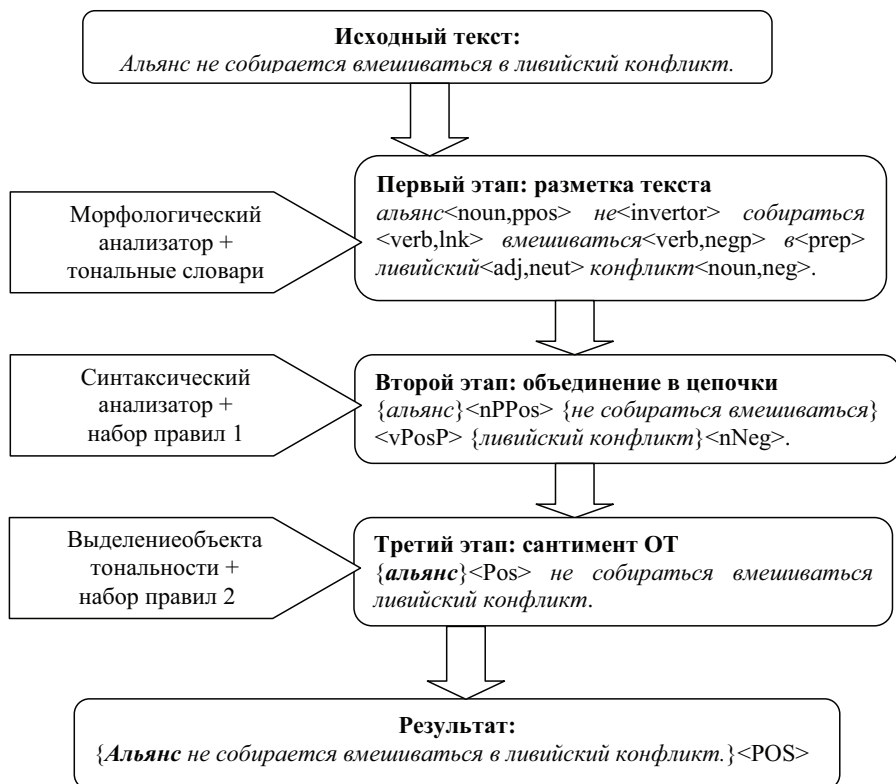 Исходный текст:
Альянс не собирается вмешиваться в ливийский конфликт.
Морфологический
анализатор +
тональные словари
Первый этап: разметка текста
альянс<noun,ppos> не<invertor> собираться
<verb,lnk> вмешиваться<verb,negp> в<prep>
ливийский<adj,neut> конфликт<noun,neg>.
Синтаксический
анализатор +
набор правил 1
Второй этап: объединение в цепочки
{альянс}<nPPos> {не собираться вмешиваться}
<vPosP> {ливийский конфликт}<nNeg>.
Выделениеобъекта
тональности +
набор правил 2
Третий этап: сантимент ОТ
{альянс}<Pos> не собираться вмешиваться
ливийский конфликт.
Результат:
{Альянс не собирается вмешиваться в ливийский конфликт.}<POS>